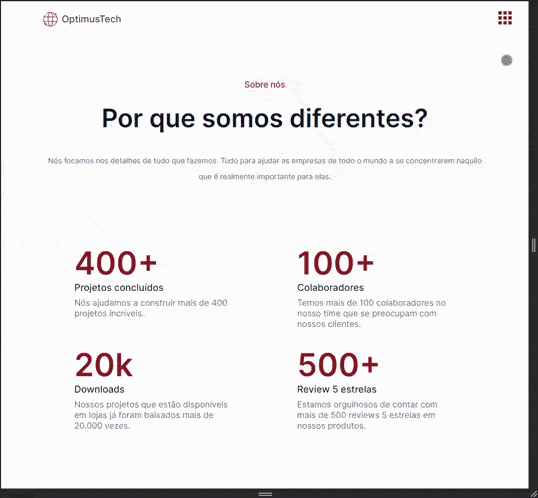 OptimusTech
Sobre nós
Por que somos diferentes?
Nós focamos nos detalhes de tudo que fazemos. Tudo para ajudar as empresas de todo o mundo a se concentrarem naquilo
que é realmente importante para elas.
400+
Projetos concluídos
Nós ajudamos a construir mais de 400
projetos incríveis.
100+
Colaboradores
Temos mais de 100 colaboradores no
nosso time que se preocupam com
nossos clientes.
20k
Downloads
Nossos projetos que estão disponíveis
em lojas já foram baixados mais de
20.000 vezes.
500+
Review 5 estrelas
Estamos orgulhosos de contar com
mais de 500 reviews 5 estrelas em
nossos produtos.